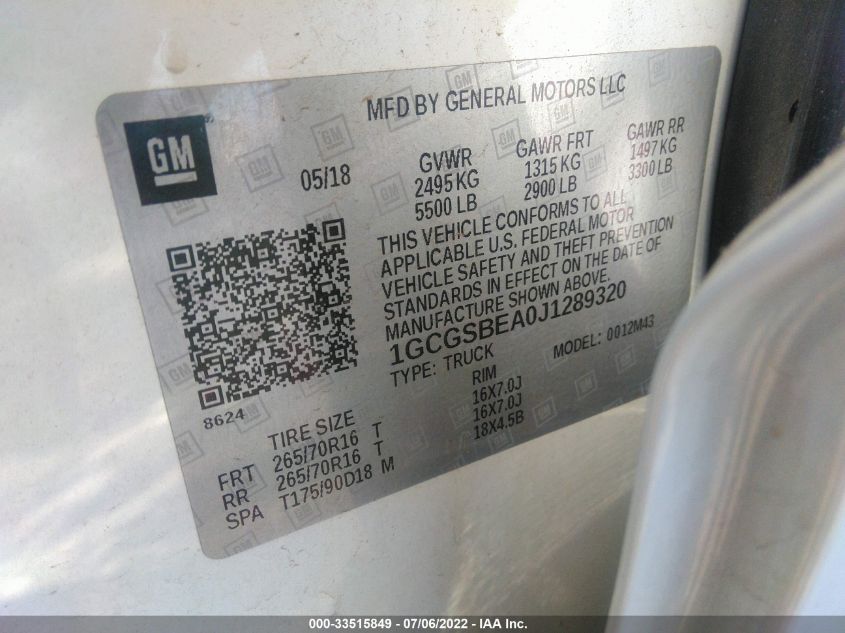 MFD BY GENERAL MOTORS LLC
GM
05/18
GVWR GAWR FRT GAWR RR
2495 KG 1315 KG 1497 KG
5500 LB 2900 LB 3300 LB
THIS VEHICLE CONFORMS TO ALL
APPLICABLE U.S. FEDERAL MOTOR
VEHICLE SAFETY AND THEFT PREVENTION
STANDARDS IN EFFECT ON THE DATE OF
MANUFACTURE SHOWN ABOVE.
1GCGSBEA0J1289320
TYPE: TRUCK MODEL: 0012M43
8624
TIRE SIZE RIM
FRT 265/70R16 T 16X7.0J
RR 265/70R16 T 16X7.0J
SPA T175/90D18 M 18X4.5B
000-33515849 - 07/06/2022 - IAA Inc.